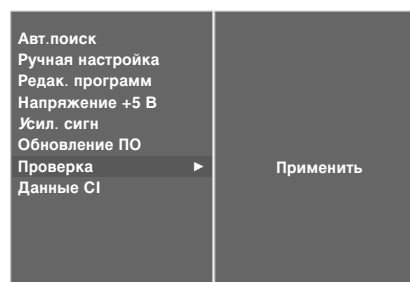 Авт.поиск
Ручная настройка
Редак. программ
Напряжение +5 В
Усил. сигн
Обновление ПО
Проверка ►
Применить
Данные CI